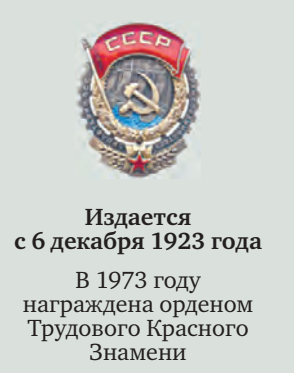 СССР
Издается
с 6 декабря 1923 года
В 1973 году
награждена орденом
Трудового Красного
Знамени